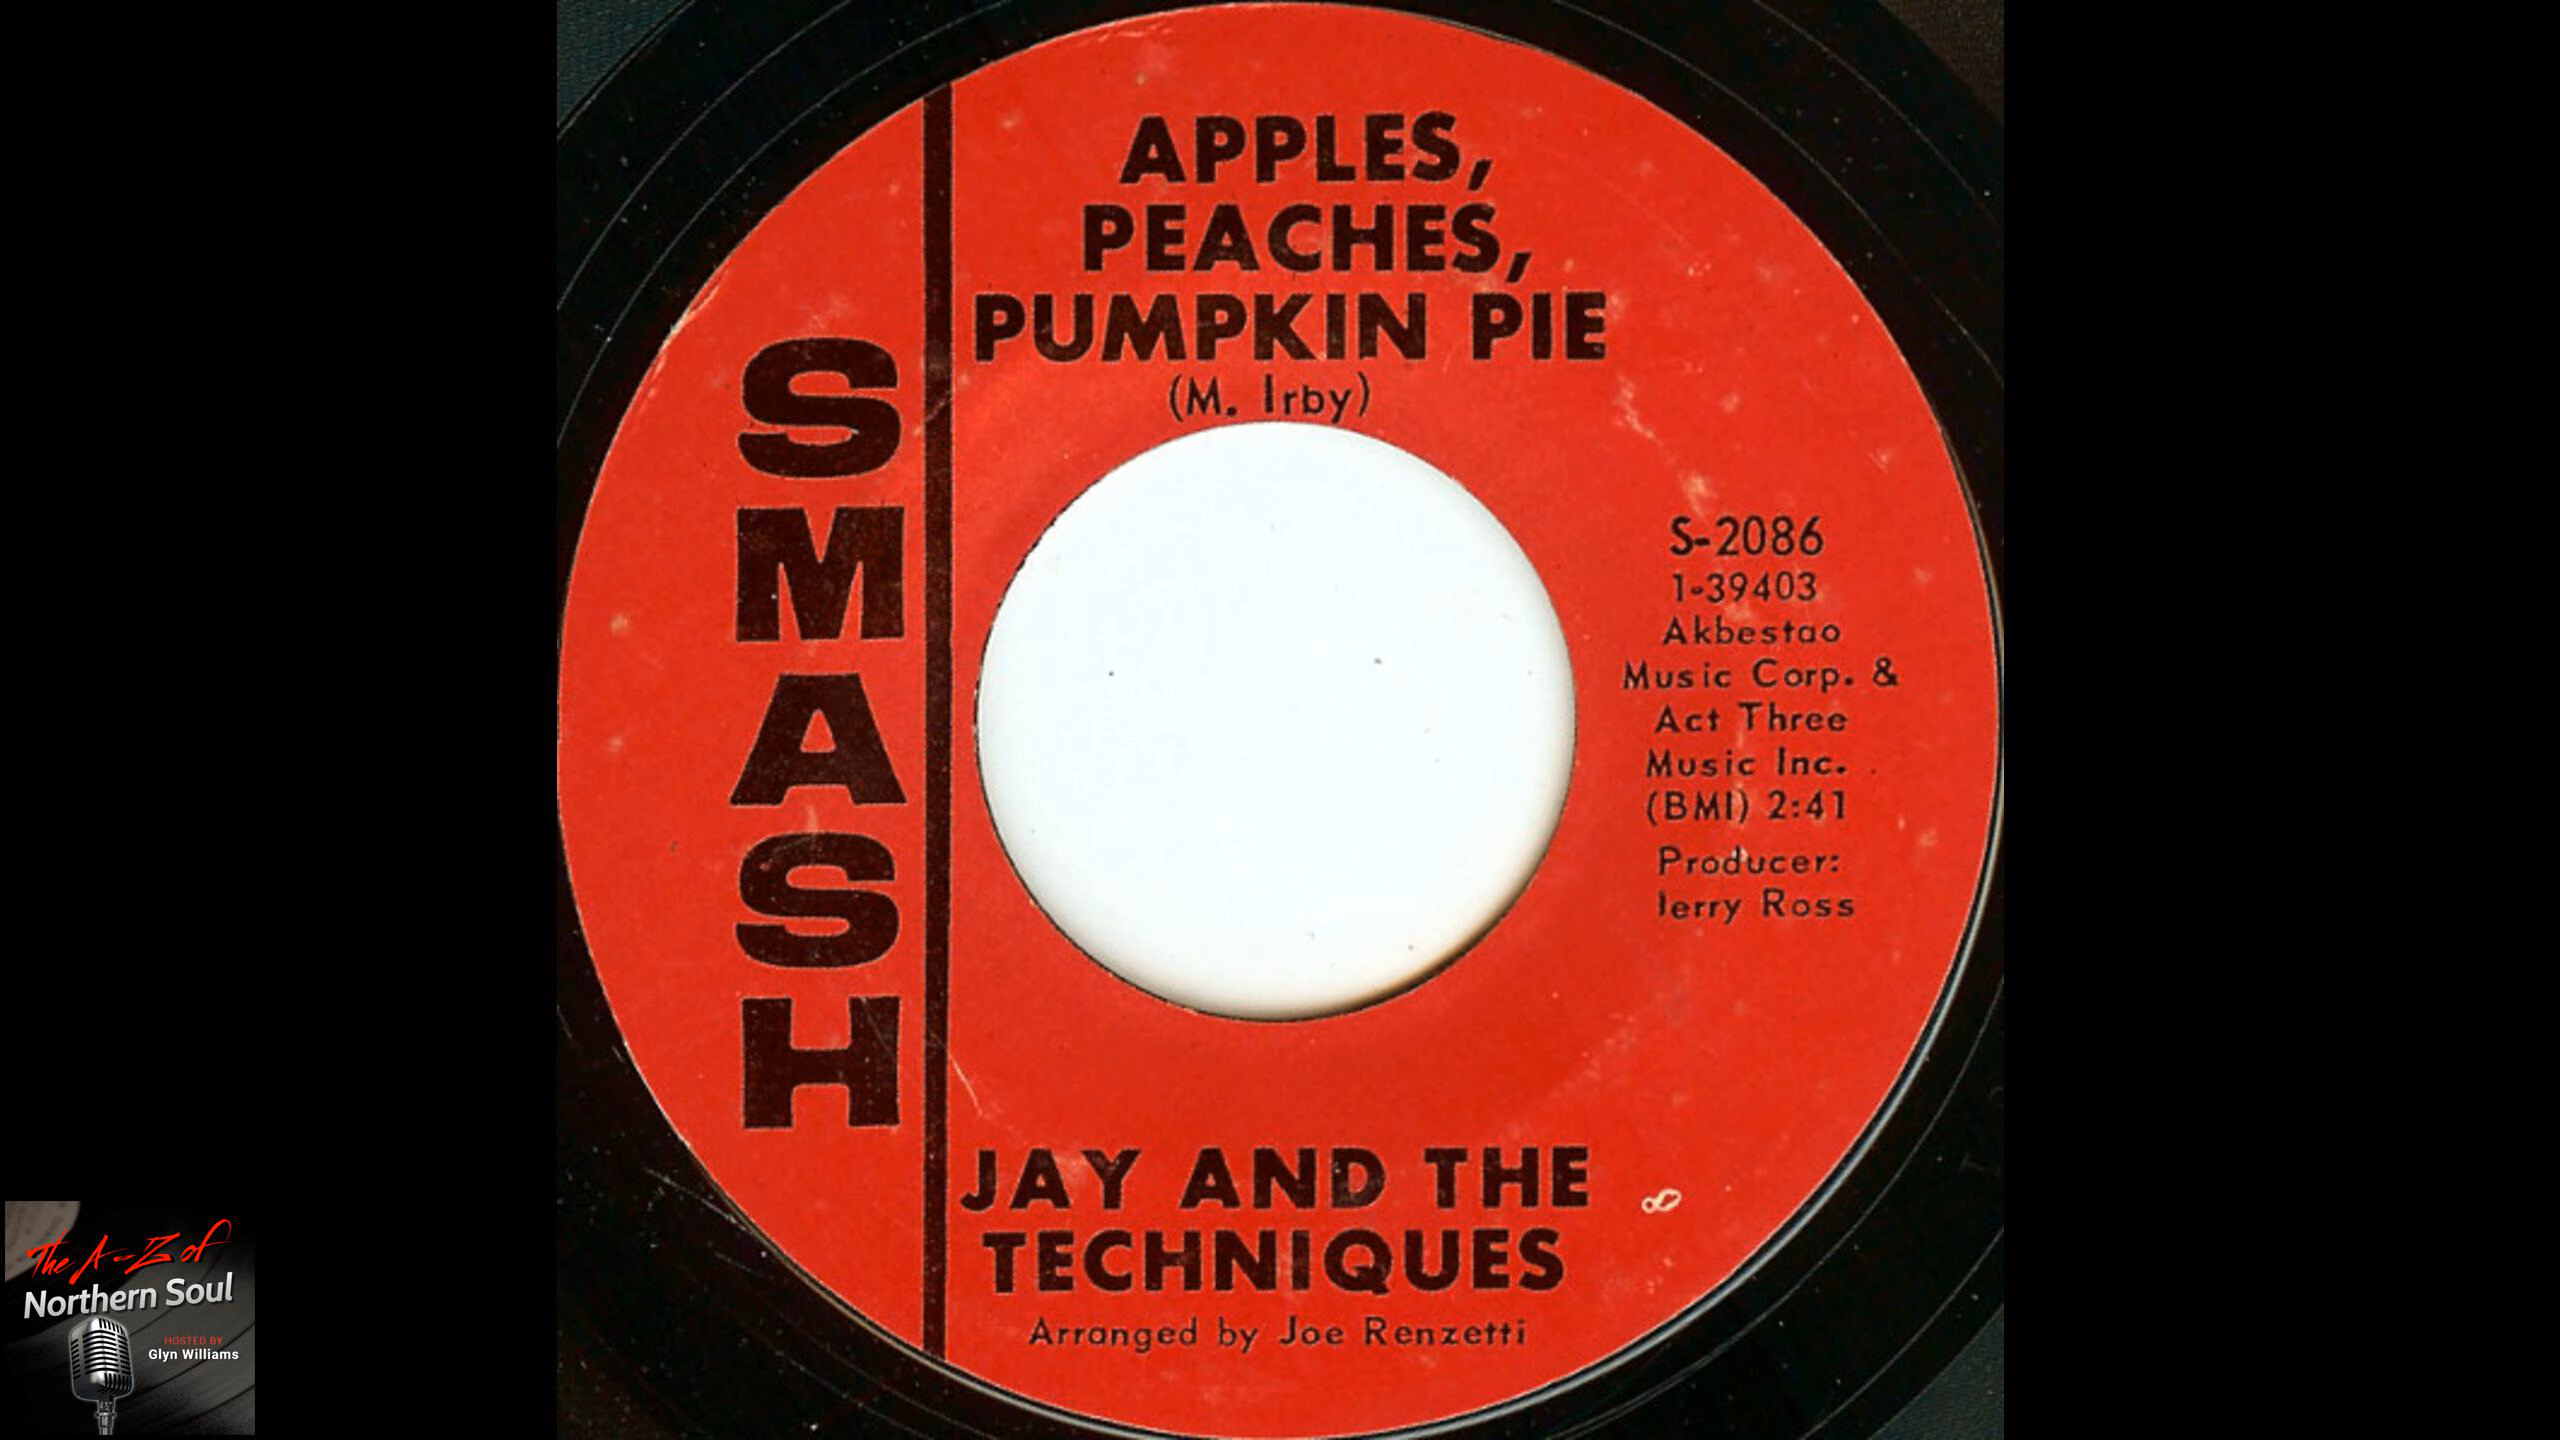 APPLES,
PEACHES,
PUMPKIN PIE
(M. Irby)
SMASH
S-2086
1-39403
Akbestao
Music Corp. &
Act Three
Music Inc.
(BMI) 2:41
Producer:
Jerry Ross
JAY AND THE
TECHNIQUES
Arranged by Joe Renzetti
8
The A-Z of
Northern Soul
HOSTED BY
Glyn Williams